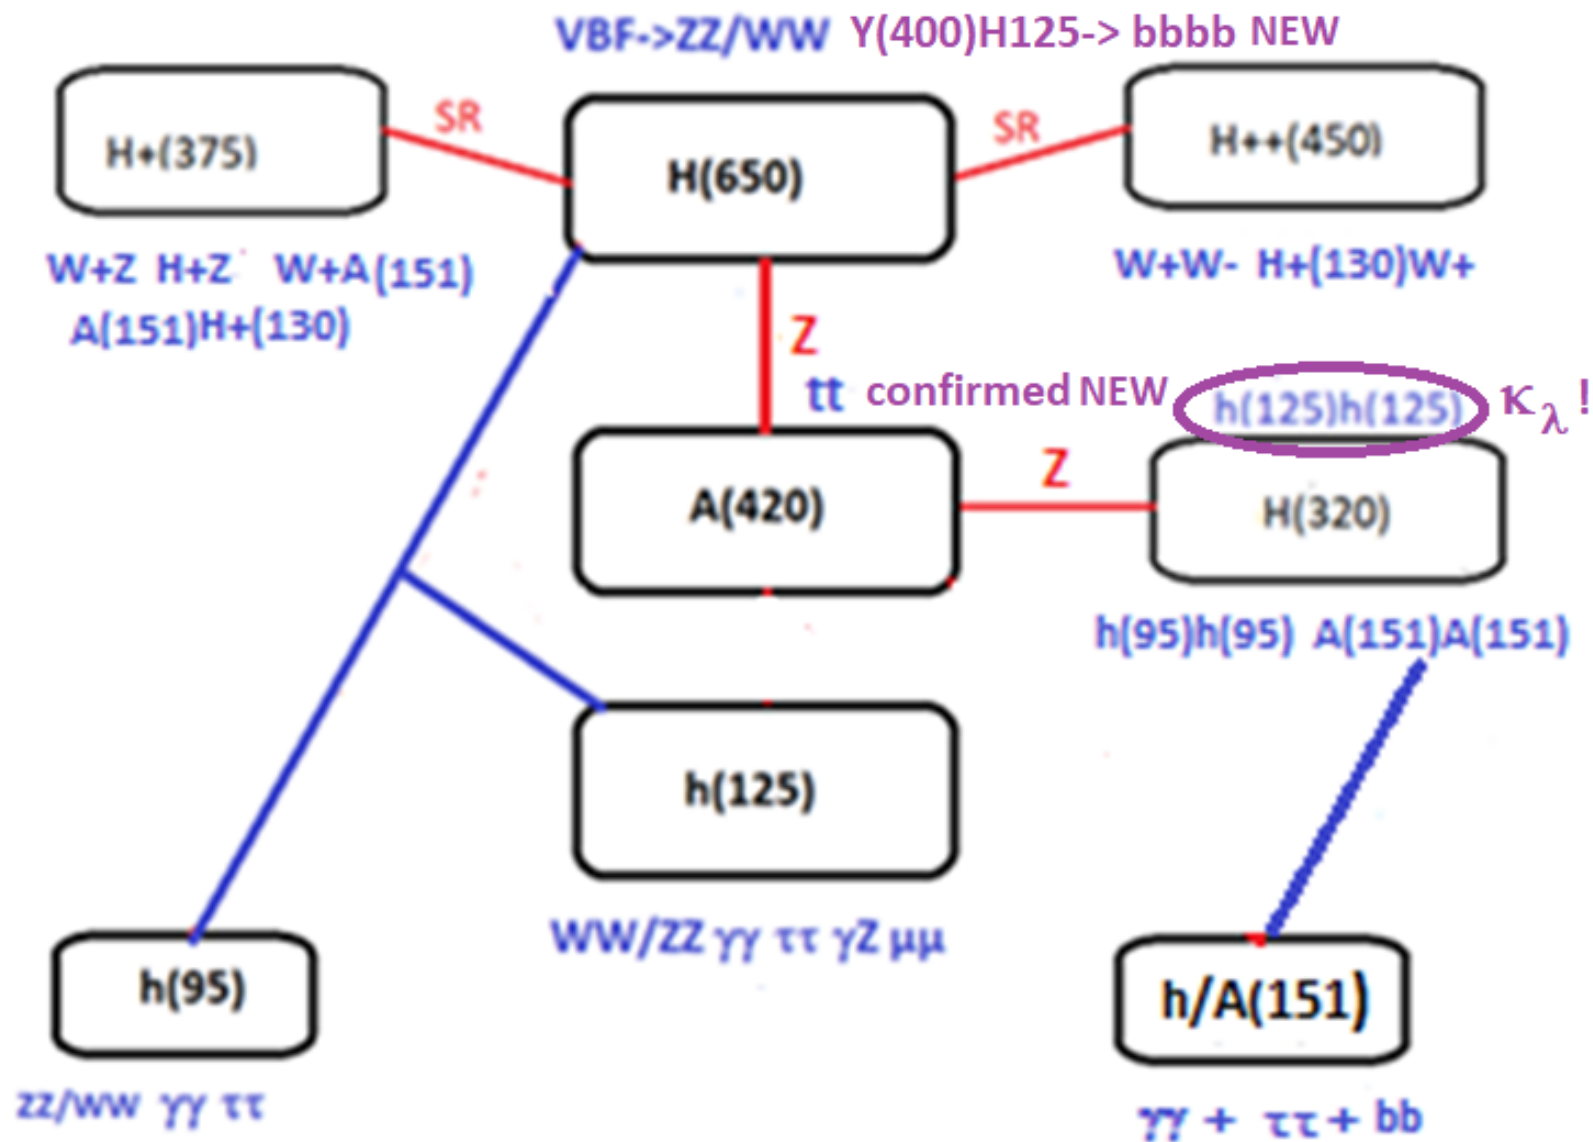 VBF->ZZ/WW Y(400)H125-> bbbb NEW
H+(375)
SR
H(650)
SR
H++(450)
W+Z H+Z W+A(151)
A(151)H+(130)
W+W- H+(130)W+
Z
tt confirmed NEW
h(125)h(125)
κλ!
A(420)
Z
H(320)
h(95)h(95) A(151)A(151)
h(125)
WW/ZZ γγ ττ γZ μμ
h(95)
h/A(151)
zz/ww γγ ττ
γγ + ττ + bb